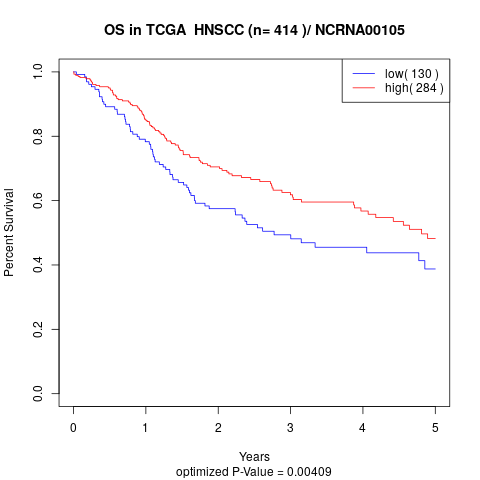 OS in TCGA  HNSCC (n= 414 )/ NCRNA00105
low( 130 )
high( 284 )
Percent Survival
1.0
0.8
0.6
0.4
0.2
0.0
0 1 2 3 4 5
Years
optimized P-Value = 0.00409